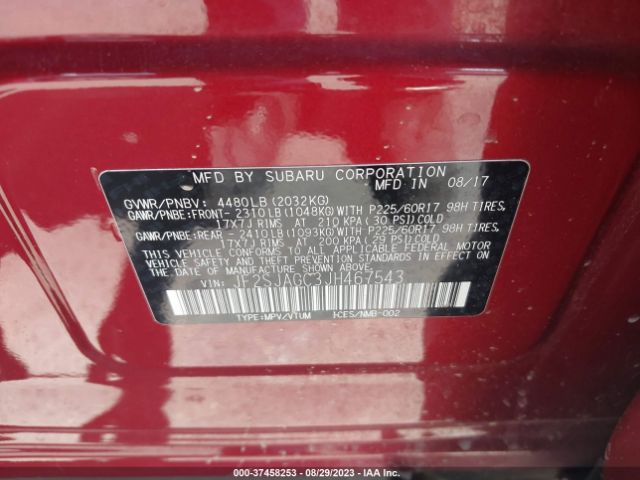 MFD BY SUBARU CORPORATION
MFD IN 08/17
GVWR/PNBV: 4480LB(2032KG)
GAWR/PNBE:FRONT- 2310LB(1048KG)WITH P225/60R17 98H TIRES,
17X7J RIMS AT 210 KPA(30 PSI)COLD
GAWR/PNBE:REAR - 2410LB(1093KG)WITH P225/60R17 98H TIRES,
17X7J RIMS AT 200 KPA(29 PSI)COLD
THIS VEHICLE CONFORMS TO ALL APPLICABLE FEDERAL MOTOR
VEHICLE SAFETY AND THEFT PREVENTION STANDARDS IN EFFECT
ON THE DATE OF MANUFACTURE SHOWN ABOVE.
VIN: JF2SJAGC3JH467543
TYPE:MPV/VTUM ICES/NMB-002
000-37458253 - 08/29/2023 - IAA Inc.